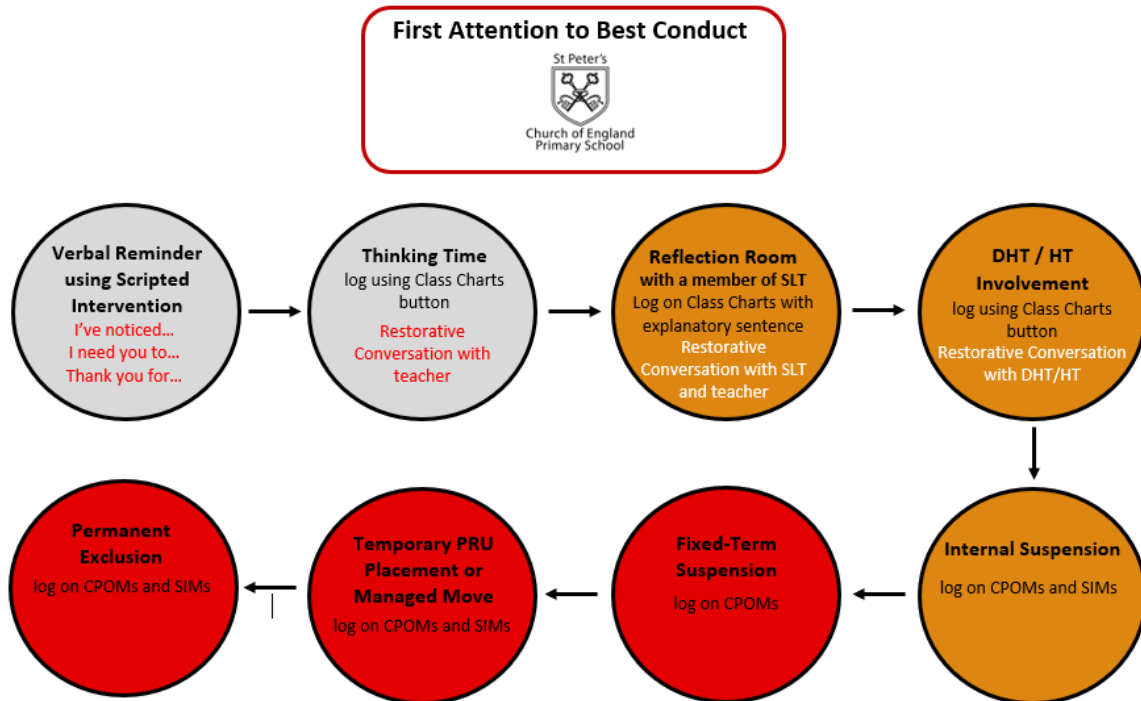 First Attention to Best Conduct
St Peter's
Church of England
Primary School
Verbal Reminder
using Scripted
Intervention
I've noticed…
I need you to…
Thank you for…
Thinking Time
log using Class Charts
button
Restorative
Conversation with
teacher
Reflection Room
with a member of SLT
Log on Class Charts with
explanatory sentence
Restorative
Conversation with SLT
and teacher
DHT / HT
Involvement
log using Class Charts
button
Restorative Conversation
with DHT/HT
Internal Suspension
log on CPOMs and SIMs
Fixed-Term
Suspension
log on CPOMs
Temporary PRU
Placement or
Managed Move
log on CPOMs and SIMs
Permanent
Exclusion
log on CPOMs and SIMs